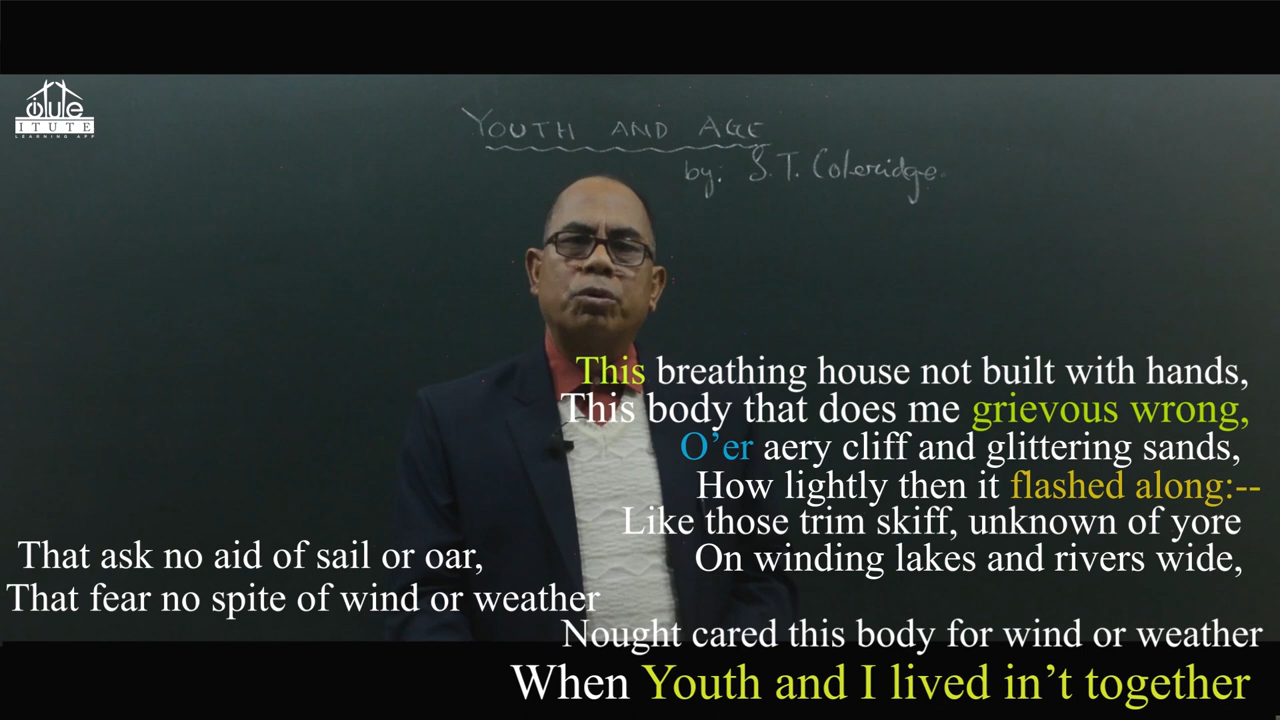 itute
ITUTE
LEARNING APP
YOUTH AND AGE
by: S.T. Coleridge.
This breathing house not built with hands,
This body that does me grievous wrong,
O’er aery cliff and glittering sands,
How lightly then it flashed along:--
Like those trim skiff, unknown of yore
On winding lakes and rivers wide,
That ask no aid of sail or oar,
That fear no spite of wind or weather
Nought cared this body for wind or weather
When Youth and I lived in’t together